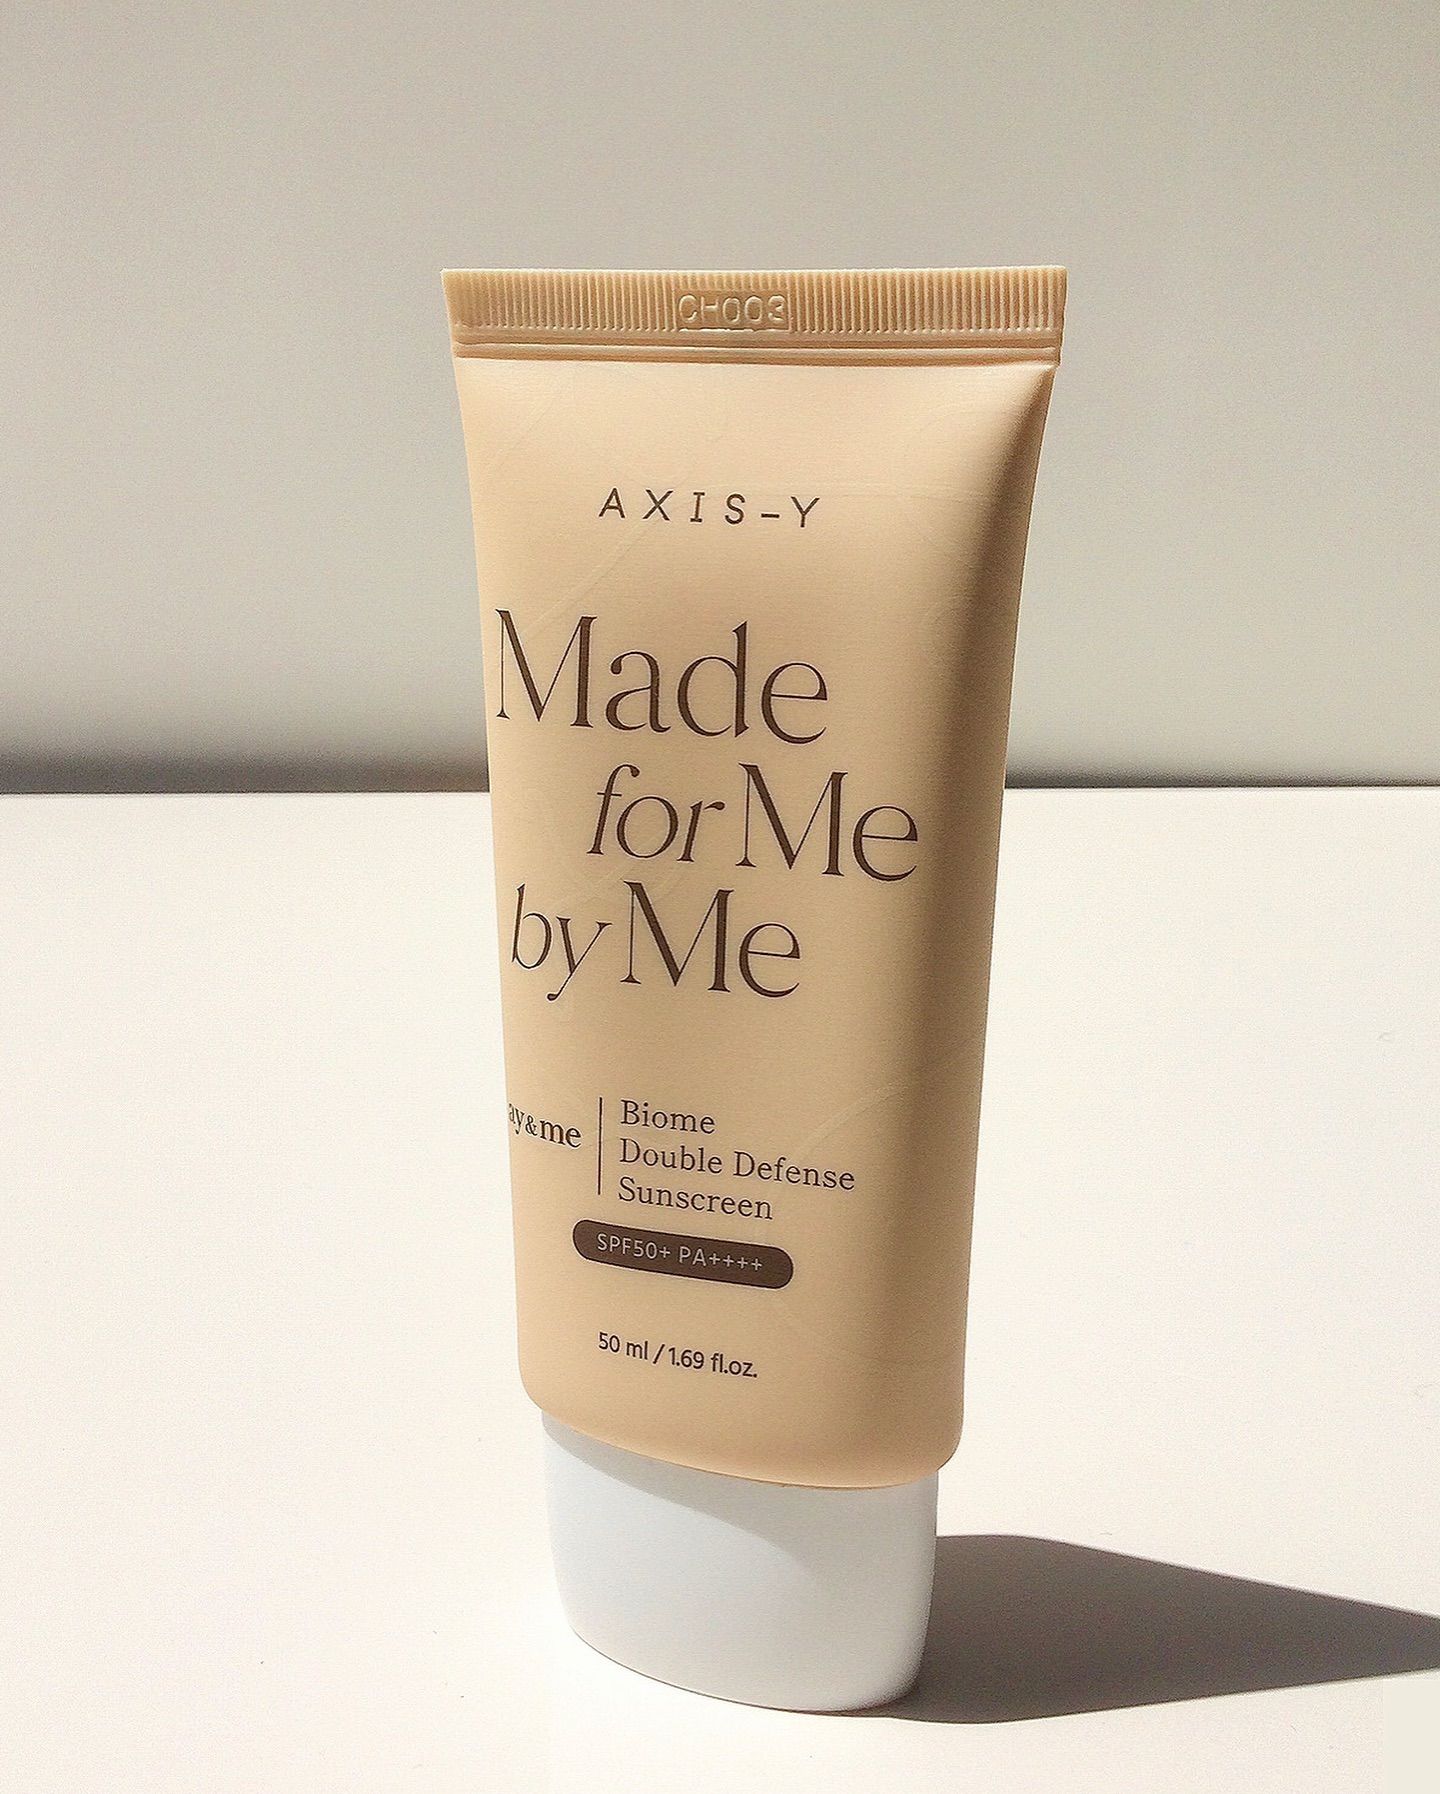 CH003
AXIS-Y
Made
for Me
by Me
ay&me
Biome
Double Defense
Sunscreen
SPF50+ PA++++
50 ml / 1.69 fl.oz.